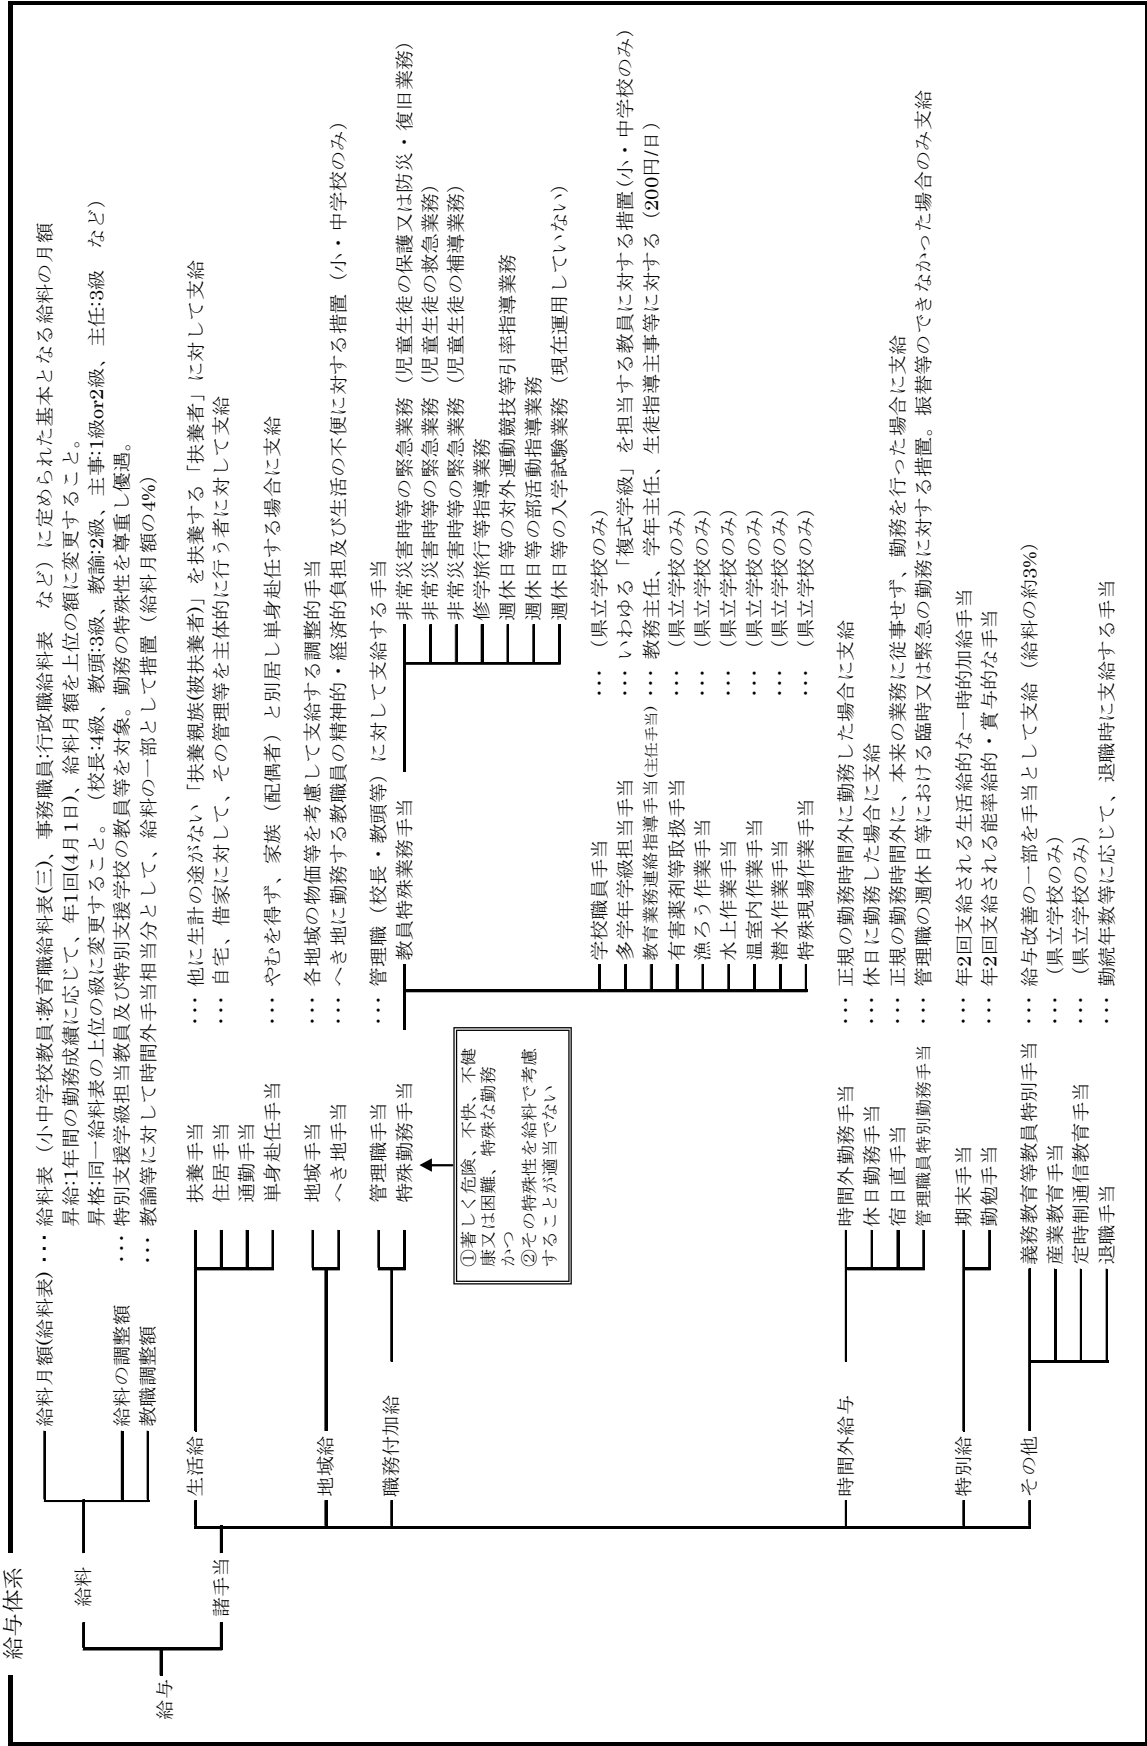 給与体系
給与
給料
給料月額(給料表)
･･･ 給料表（小中学校教員:教育職給料表(三)、事務職員:行政職給料表　など）に定められた基本となる給料の月額
昇給:1年間の勤務成績に応じて、年1回(4月1日)、給料月額を上位の額に変更すること。
昇格:同一給料表の上位の級に変更すること。（校長:4級、教頭:3級、教諭:2級、主事:1級or2級、主任:3級　など）
給料の調整額
･･･ 特別支援学級担当教員及び特別支援学校の教員等を対象。勤務の特殊性を尊重し優遇。
教職調整額
･･･ 教諭等に対して時間外手当相当分として、給料の一部として措置（給料月額の4%）
諸手当
生活給
扶養手当 ･･･ 他に生計の途がない「扶養親族(被扶養者)」を扶養する「扶養者」に対して支給
住居手当 ･･･ 自宅、借家に対して、その管理等を主体的に行う者に対して支給
通勤手当
単身赴任手当 ･･･ やむを得ず、家族（配偶者）と別居し単身赴任する場合に支給
地域給
地域手当 ･･･ 各地域の物価等を考慮して支給する調整的手当
へき地手当 ･･･ へき地に勤務する教職員の精神的・経済的負担及び生活の不便に対する措置（小・中学校のみ）
職務付加給
管理職手当 ･･･ 管理職（校長・教頭等）に対して支給する手当
特殊勤務手当
①著しく危険、不快、不健
康又は困難、特殊な勤務
かつ
②その特殊性を給料で考慮
することが適当でない
教員特殊業務手当
非常災害時等の緊急業務（児童生徒の保護又は防災・復旧業務）
非常災害時等の緊急業務（児童生徒の救急業務）
非常災害時等の緊急業務（児童生徒の補導業務）
修学旅行等指導業務
週休日等の対外運動競技等引率指導業務
週休日等の部活動指導業務
週休日等の入学試験業務（現在運用していない）
学校職員手当 ･･･ （県立学校のみ）
多学年学級担当手当 ･･･ いわゆる「複式学級」を担当する教員に対する措置(小・中学校のみ)
教育業務連絡指導手当(主任手当) ･･･ 教務主任、学年主任、生徒指導主事等に対する（200円/日）
有害薬剤等取扱手当 ･･･ （県立学校のみ）
漁ろう作業手当 ･･･ （県立学校のみ）
水上作業手当 ･･･ （県立学校のみ）
温室内作業手当 ･･･ （県立学校のみ）
潜水作業手当 ･･･ （県立学校のみ）
特殊現場作業手当 ･･･ （県立学校のみ）
時間外給与
時間外勤務手当 ･･･ 正規の勤務時間外に勤務した場合に支給
休日勤務手当 ･･･ 休日に勤務した場合に支給
宿日直手当 ･･･ 正規の勤務時間外に、本来の業務に従事せず、勤務を行った場合に支給
管理職員特別勤務手当 ･･･ 管理職の週休日等における臨時又は緊急の勤務に対する措置。振替等のできなかった場合のみ支給
特別給
期末手当 ･･･ 年2回支給される生活給的な一時的加給手当
勤勉手当 ･･･ 年2回支給される能率給的・賞与的な手当
その他
義務教育等教員特別手当 ･･･ 給与改善の一部を手当として支給（給料の約3%）
産業教育手当 ･･･ （県立学校のみ）
定時制通信教育手当 ･･･ （県立学校のみ）
退職手当 ･･･ 勤続年数等に応じて、退職時に支給する手当